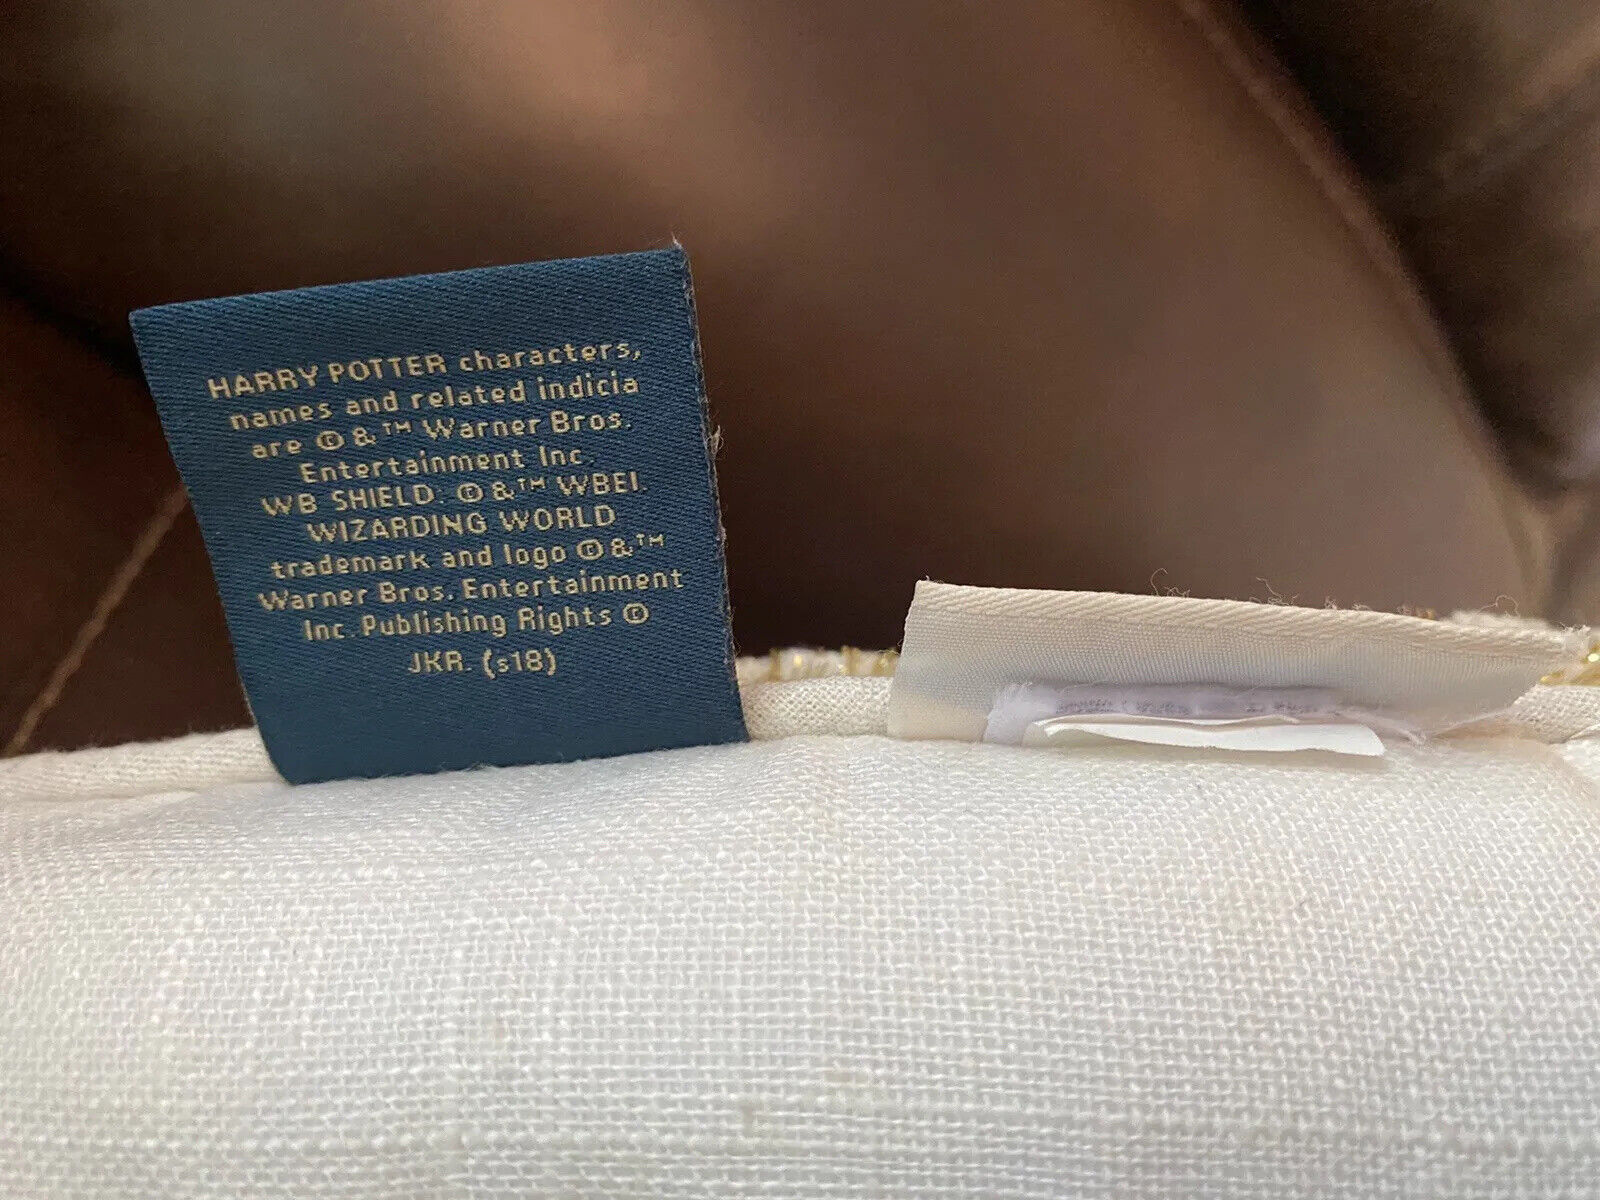 HARRY POTTER characters,
names and related indicia
are © & ™ Warner Bros.
Entertainment Inc.
WB SHIELD: © & ™ WBEI.
WIZARDING WORLD
trademark and logo © & ™
Warner Bros. Entertainment
Inc. Publishing Rights ©
JKR. (s18)